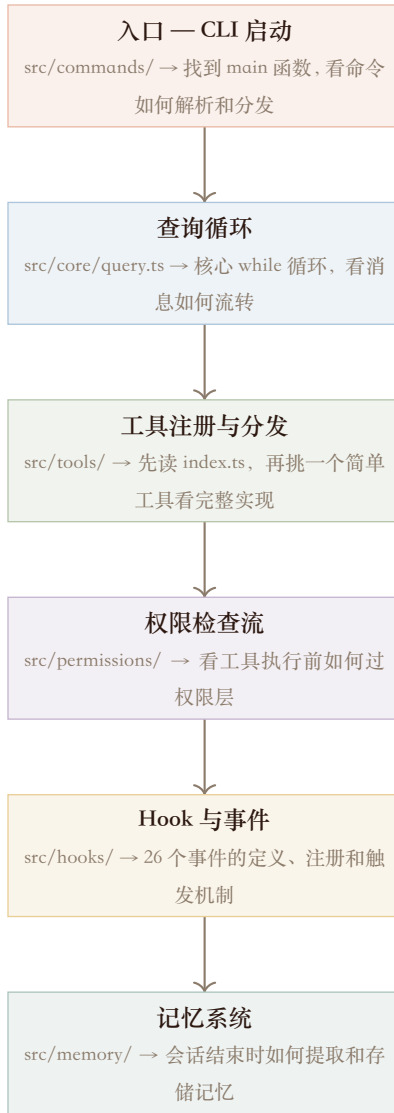 入口 — CLI 启动
src/commands/ → 找到 main 函数，看命令
如何解析和分发
查询循环
src/core/query.ts → 核心 while 循环，看消
息如何流转
工具注册与分发
src/tools/ → 先读 index.ts，再挑一个简单
工具看完整实现
权限检查流
src/permissions/ → 看工具执行前如何过
权限层
Hook 与事件
src/hooks/ → 26 个事件的定义、注册和触
发机制
记忆系统
src/memory/ → 会话结束时如何提取和存
储记忆